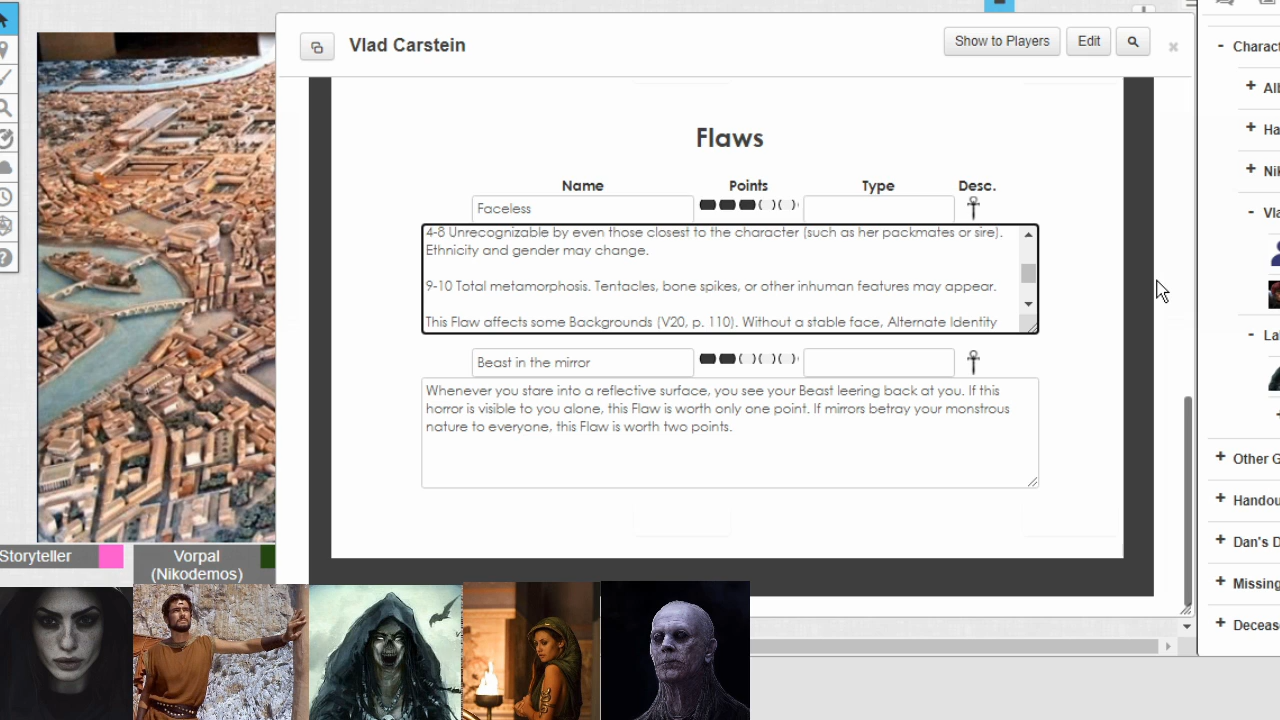 Vlad Carstein
Show to Players
Edit
Flaws
Name
Points
Type
Desc.
Faceless
4-8 Unrecognizable by even those closest to the character (such as her packmates or sire).
Ethnicity and gender may change.
9-10 Total metamorphosis. Tentacles, bone spikes, or other inhuman features may appear.
This Flaw affects some Backgrounds (V20, p. 110). Without a stable face, Alternate Identity
Beast in the mirror
Whenever you stare into a reflective surface, you see your Beast leering back at you. If this
horror is visible to you alone, this Flaw is worth only one point. If mirrors betray your monstrous
nature to everyone, this Flaw is worth two points.
Storyteller
Vorpal
(Nikodemos)
- Charact
+ Alb
+ Ha
+ Nik
- Vla
- Lal
+ Other G
+ Handou
+ Dan's D
+ Missing
+ Decease